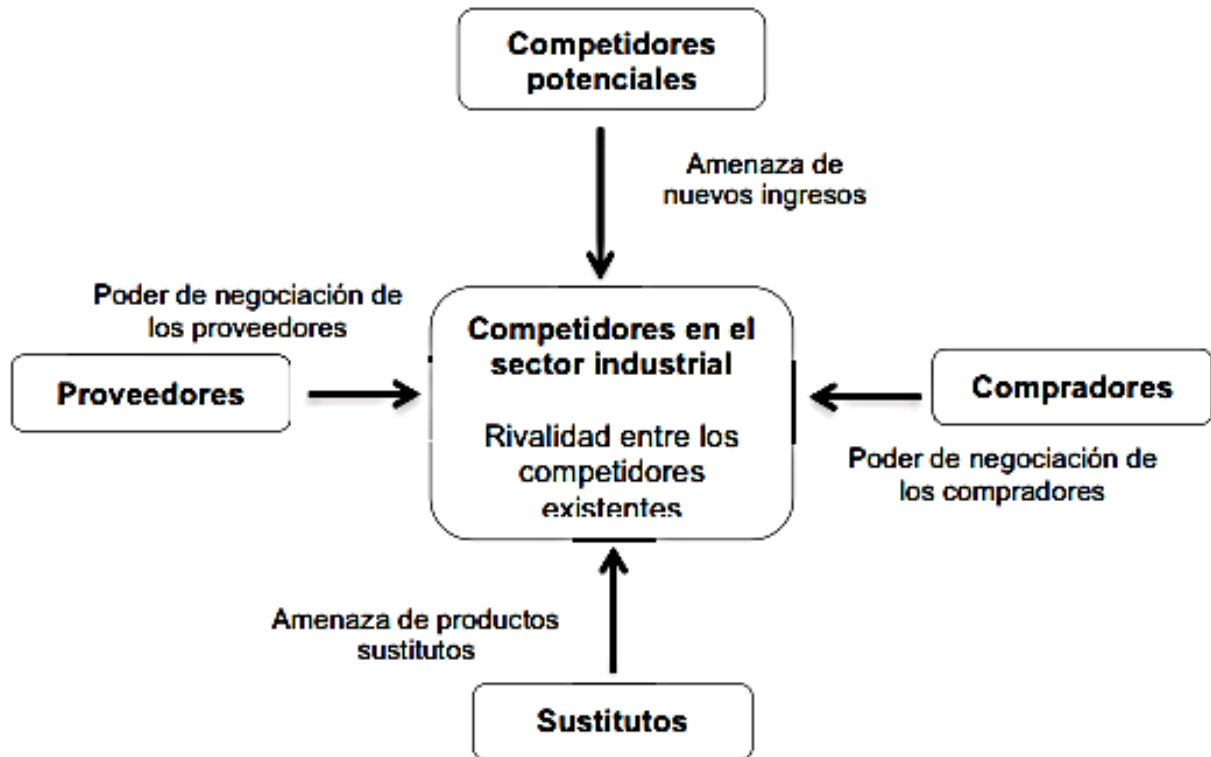 Competidores
potenciales
Amenaza de
nuevos ingresos
Poder de negociación de
los proveedores
Proveedores
Competidores en el
sector industrial
Rivalidad entre los
competidores
existentes
Compradores
Poder de negociación de
los compradores
Amenaza de productos
sustitutos
Sustitutos